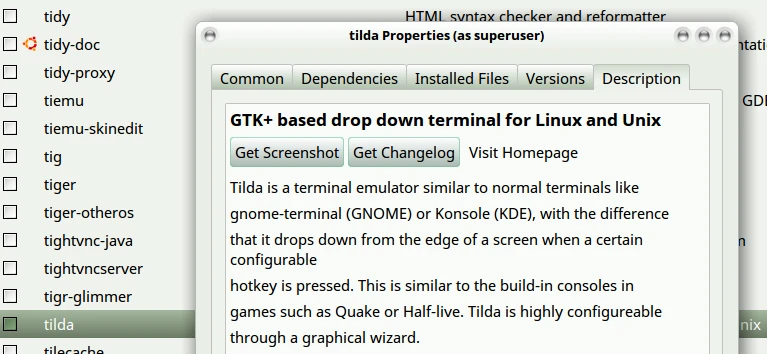 tidy HTML syntax checker and reformatter
tidy-doc
tidy-proxy
tiemu
tiemu-skinedit
tig
tiger
tiger-otheros
tightvnc-java
tightvncserver
tigr-glimmer
tilda
tilecache
tilda Properties (as superuser)
Common Dependencies Installed Files Versions Description
GTK+ based drop down terminal for Linux and Unix
Get Screenshot Get Changelog Visit Homepage
Tilda is a terminal emulator similar to normal terminals like
gnome-terminal (GNOME) or Konsole (KDE), with the difference
that it drops down from the edge of a screen when a certain
configurable
hotkey is pressed. This is similar to the build-in consoles in
games such as Quake or Half-live. Tilda is highly configureable
through a graphical wizard.